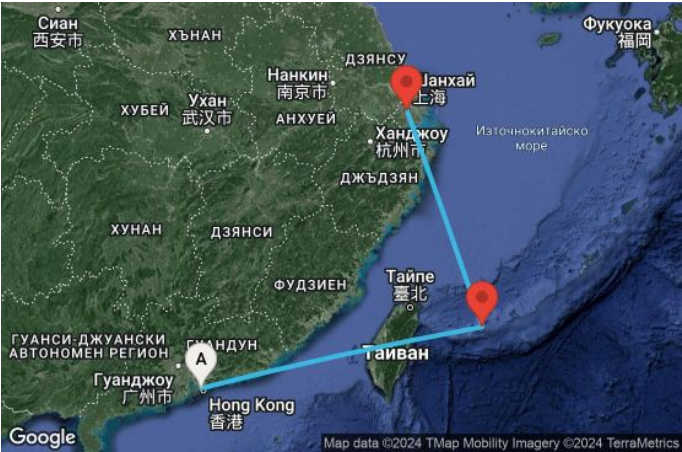 Сиан
西安市
ХЪНАН
Фукуока
福岡
ДЗЯНСУ
Нанкин
南京市
Шанхай
上海
ХУБЕЙ
Ухан
武汉市
АНХУЕЙ
Ханджоу
杭州市
Източнокитайско
море
ДЖЪДЗЯН
ХУНАН
ДЗЯНСИ
ФУДЗИЕН
Тайпе
臺北
ГУАНСИ-ДЖУАНСКИ
АВТОНОМЕН РЕГИОН
ГУАНДУН
A
Тайван
Гуанджоу
广州市
Hong Kong
香港
Google
Map data ©2024 TMap Mobility Imagery ©2024 TerraMetrics